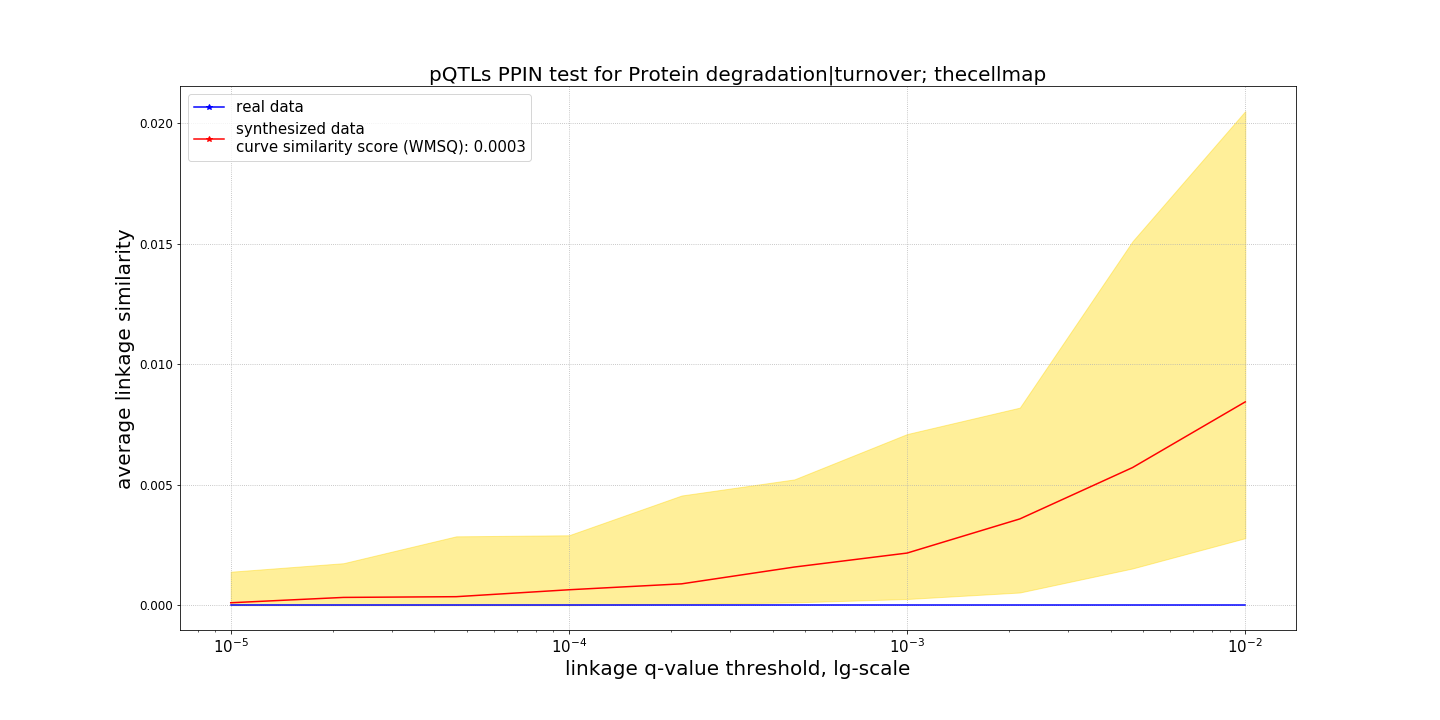 pQTLs PPIN test for Protein degradation|turnover; thecellmap
real data
synthesized data
curve similarity score (WMSQ): 0.0003
average linkage similarity
0.020
0.015
0.010
0.005
0.000
10⁻⁵ 10⁻⁴ 10⁻³ 10⁻²
linkage q-value threshold, lg-scale